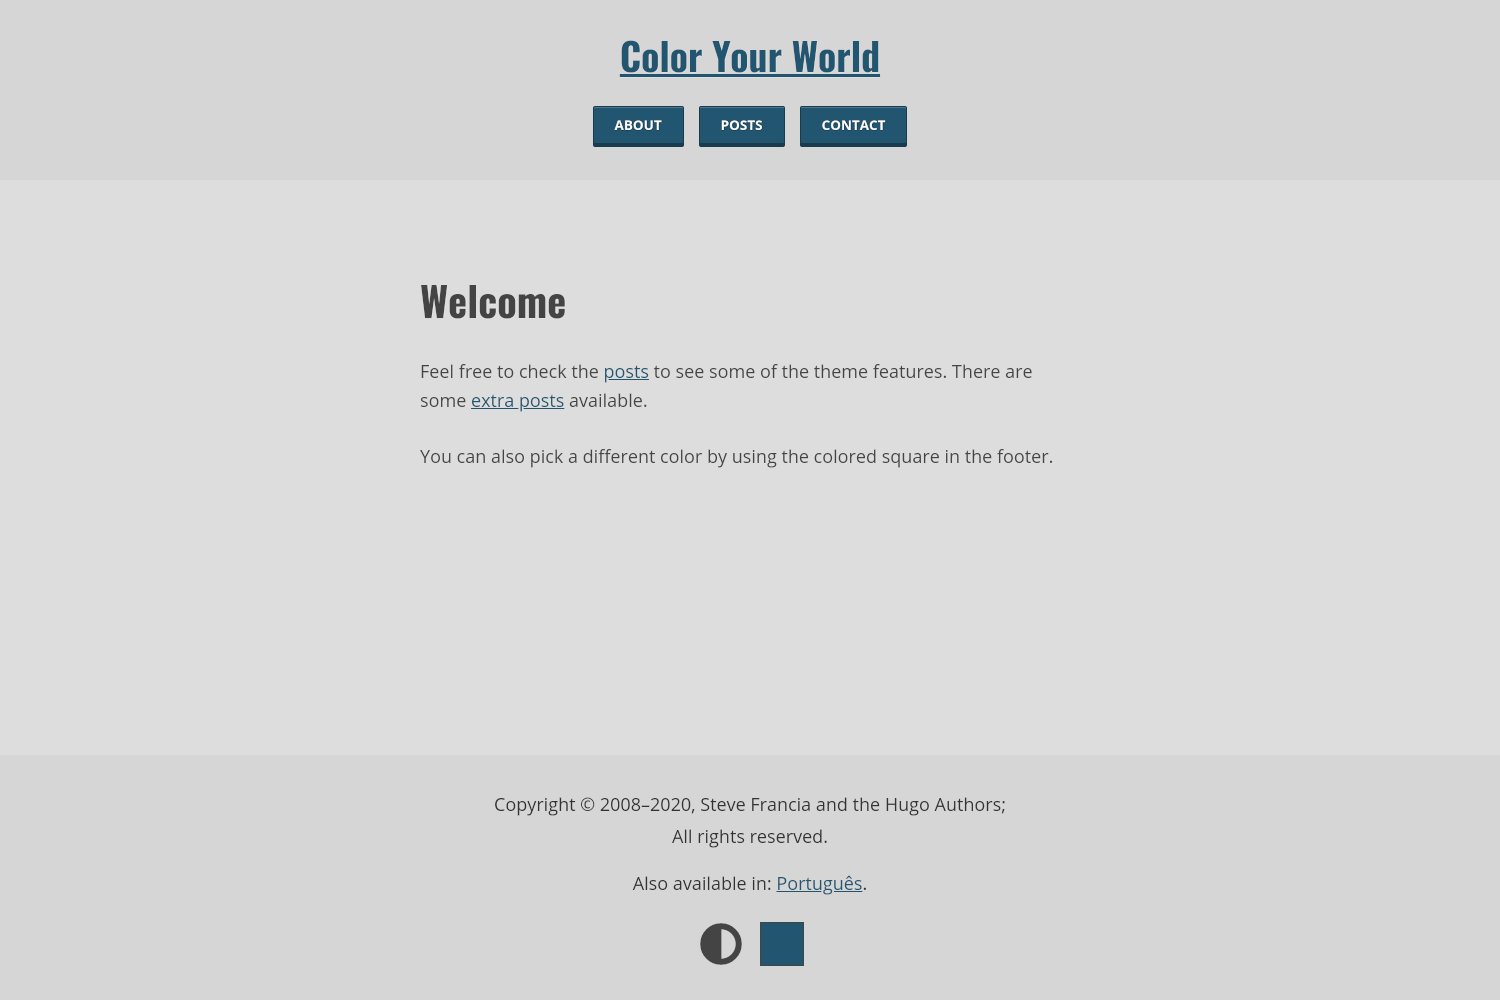 Color Your World
ABOUT POSTS CONTACT
Welcome
Feel free to check the posts to see some of the theme features. There are
some extra posts available.
You can also pick a different color by using the colored square in the footer.
Copyright © 2008–2020, Steve Francia and the Hugo Authors;
All rights reserved.
Also available in: Português.